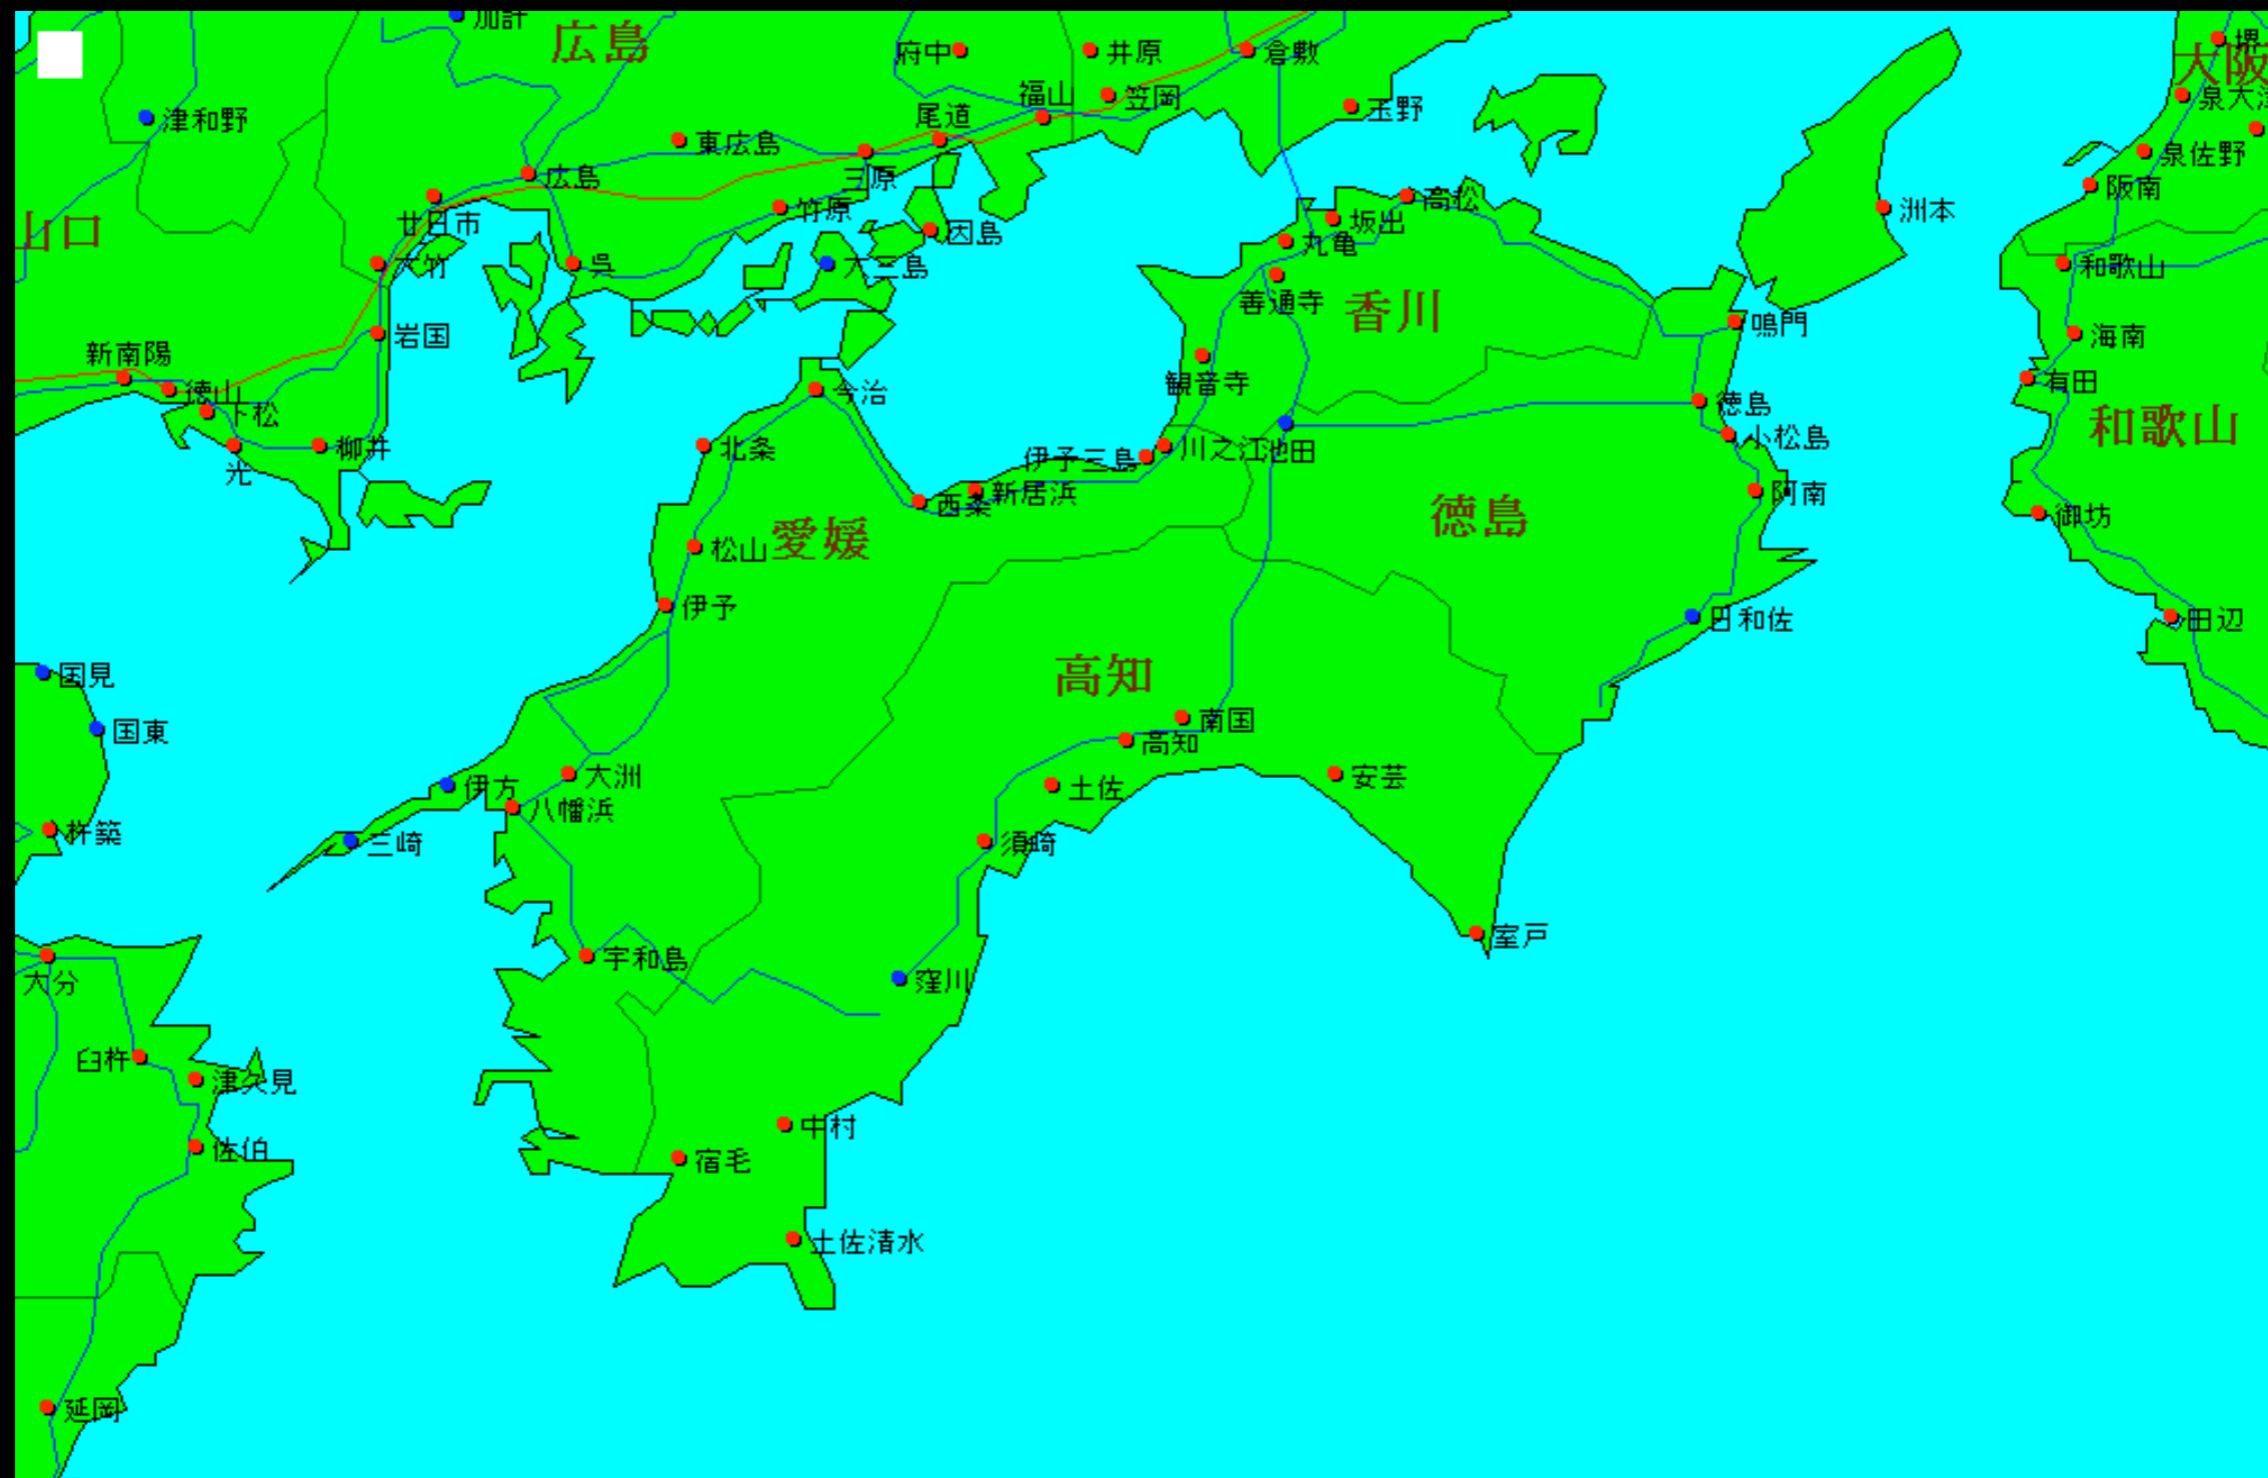 加計
広島
府中
井原
倉敷
堺
大阪
津和野
福山
笠岡
玉野
泉大津
尾道
東広島
泉佐野
広島
三原
阪南
廿日市
竹原
高松
洲本
山口
因島
坂出
丸亀
大竹
呉
大三島
和歌山
善通寺
香川
鳴門
岩国
海南
新南陽
観音寺
有田
徳山
今治
徳島
下松
小松島
和歌山
柳井
北条
川之江
池田
伊予三島
光
新居浜
西条
阿南
徳島
御坊
愛媛
松山
伊予
日和佐
田辺
国見
高知
国東
南国
高知
伊方
大洲
土佐
安芸
八幡浜
杵築
三崎
須崎
室戸
宇和島
大分
窪川
臼杵
津久見
中村
佐伯
宿毛
土佐清水
延岡